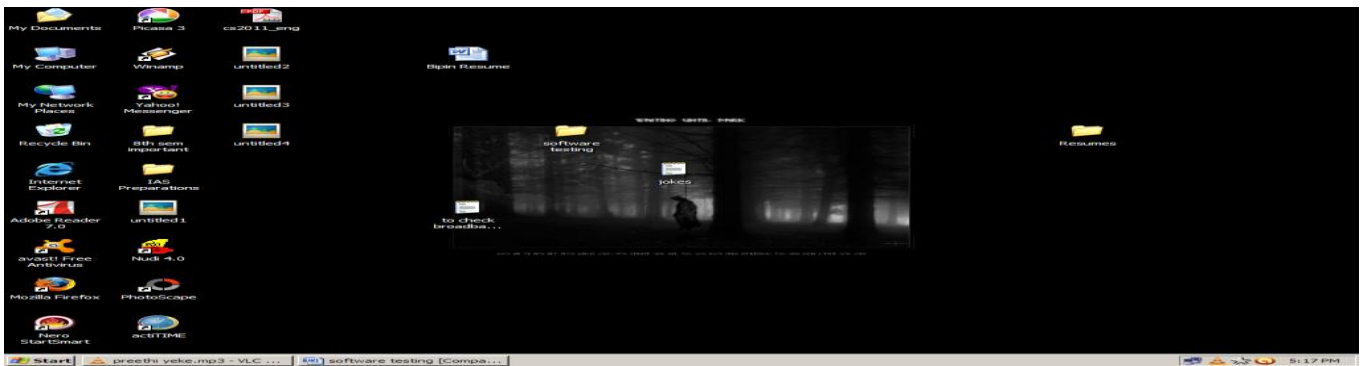 My Documents
Picasa 3
cs2011_eng
My Computer
Winamp
untitled2
Bipin Resume
My Network
Places
Yahoo!
Messenger
untitled3
Recycle Bin
8th sem
important
untitled4
software
testing
Resumes
Internet
Explorer
IAS
Preparations
jokes
Adobe Reader
7.0
untitled1
to check
broadba...
avast! Free
Antivirus
Nudi 4.0
Mozilla Firefox
PhotoScape
Nero
StartSmart
actiTIME
Start
preethi yeke.mp3 - VLC ...
software testing [Compa...
5:17 PM